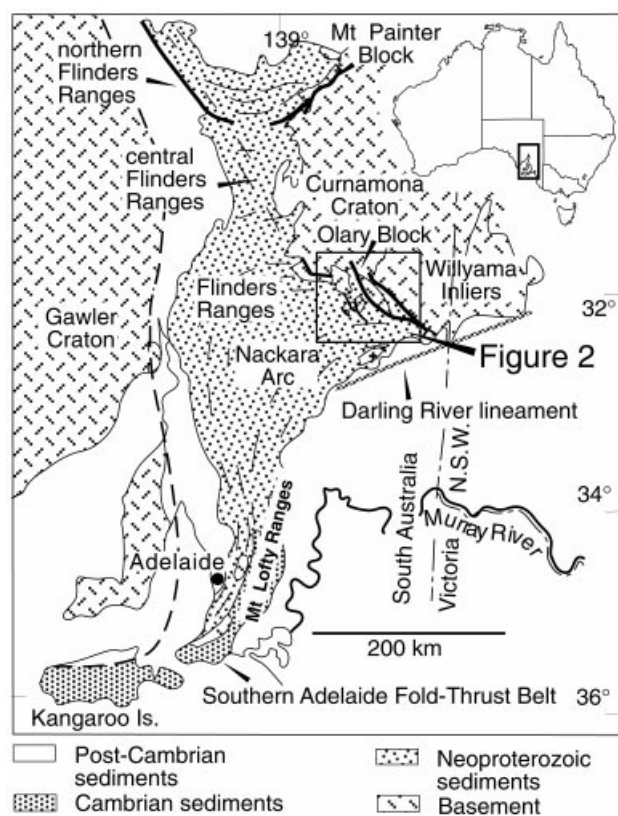 139°
Mt Painter
Block
northern
Flinders
Ranges
central
Flinders
Ranges
Curnamona
Craton
Olary Block
Flinders
Ranges
Willyama
Inliers
32°
Gawler
Craton
Nackara
Arc
Figure 2
Darling River lineament
South Australia
N.S.W.
Victoria
34°
Murray River
Mt Lofty Ranges
Adelaide
200 km
Southern Adelaide Fold-Thrust Belt
36°
Kangaroo Is.
Post-Cambrian
sediments
Cambrian sediments
Neoproterozoic
sediments
Basement